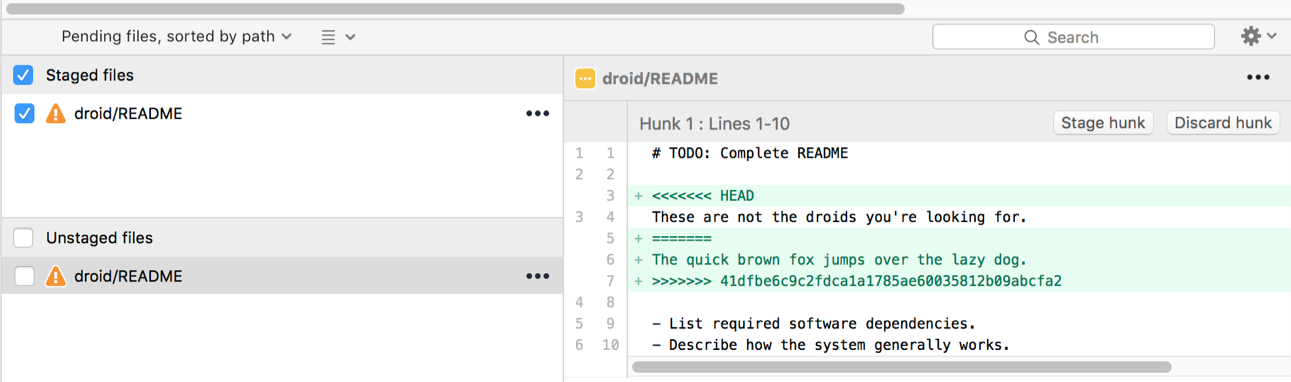 Pending files, sorted by path
Search
Staged files
droid/README
Unstaged files
droid/README
droid/README
Hunk 1 : Lines 1-10
Stage hunk
Discard hunk
1 1 # TODO: Complete README
2 2
3 + <<<<<<< HEAD
3 4 These are not the droids you're looking for.
5 + =======
6 + The quick brown fox jumps over the lazy dog.
7 + >>>>>>> 41dfbe6c9c2fdca1a1785ae60035812b09abcfa2
4 8
5 9 - List required software dependencies.
6 10 - Describe how the system generally works.